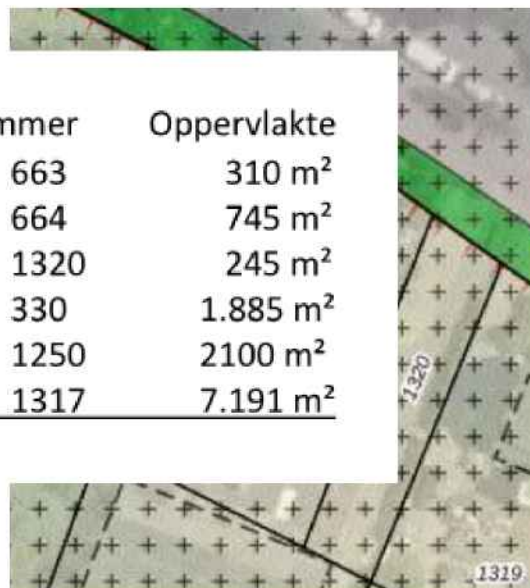 mmer Oppervlakte
663 310 m²
664 745 m²
1320 245 m²
330 1.885 m²
1250 2100 m²
1317 7.191 m²
1320
1319